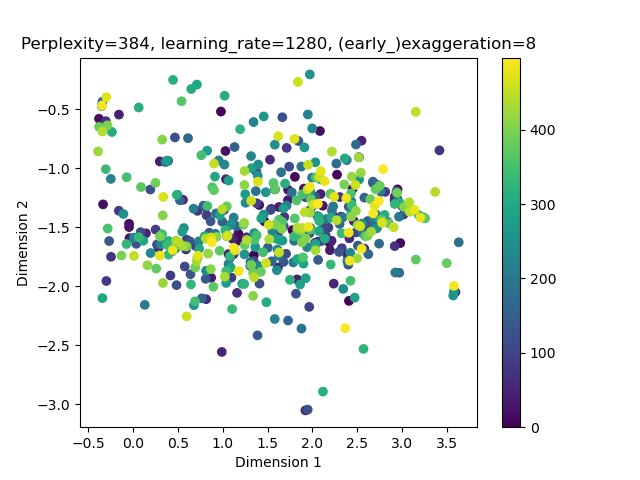 Perplexity=384, learning_rate=1280, (early_)exaggeration=8
−0.5
−1.0
−1.5
−2.0
−2.5
−3.0
Dimension 2
−0.5 0.0 0.5 1.0 1.5 2.0 2.5 3.0 3.5
Dimension 1
400
300
200
100
0